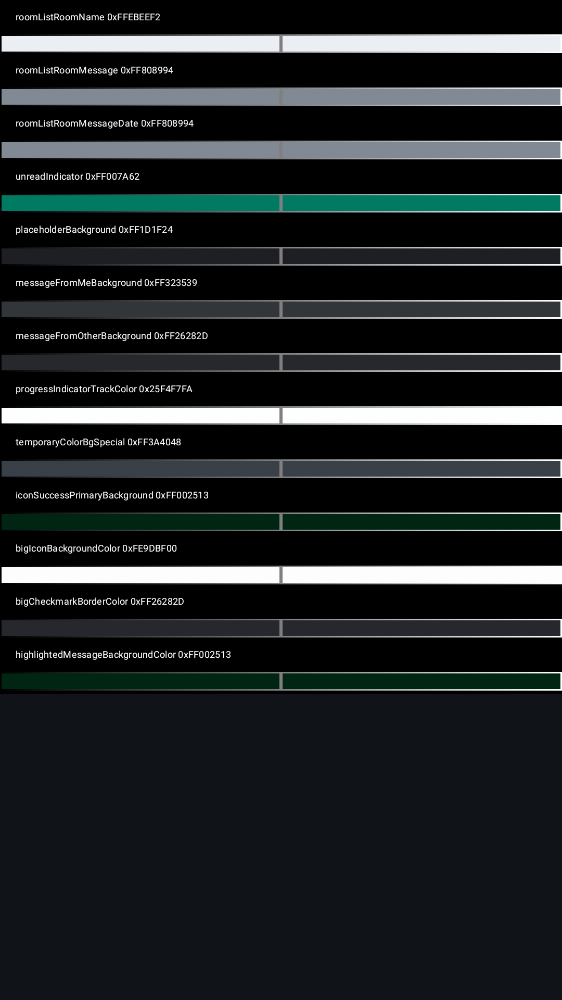 roomListRoomName 0xFFEBEEF2
roomListRoomMessage 0xFF808994
roomListRoomMessageDate 0xFF808994
unreadIndicator 0xFF007A62
placeholderBackground 0xFF1D1F24
messageFromMeBackground 0xFF323539
messageFromOtherBackground 0xFF26282D
progressIndicatorTrackColor 0x25F4F7FA
temporaryColorBgSpecial 0xFF3A4048
iconSuccessPrimaryBackground 0xFF002513
bigIconBackgroundColor 0xFE9DBF00
bigCheckmarkBorderColor 0xFF26282D
highlightedMessageBackgroundColor 0xFF002513